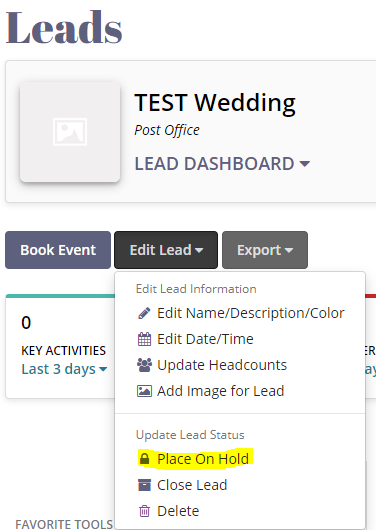 Leads
TEST Wedding
Post Office
LEAD DASHBOARD
Book Event
Edit Lead
Export
Edit Lead Information
Edit Name/Description/Color
Edit Date/Time
Update Headcounts
Add Image for Lead
Update Lead Status
Place On Hold
Close Lead
Delete
0
KEY ACTIVITIES
Last 3 days
FAVORITE TOOLS